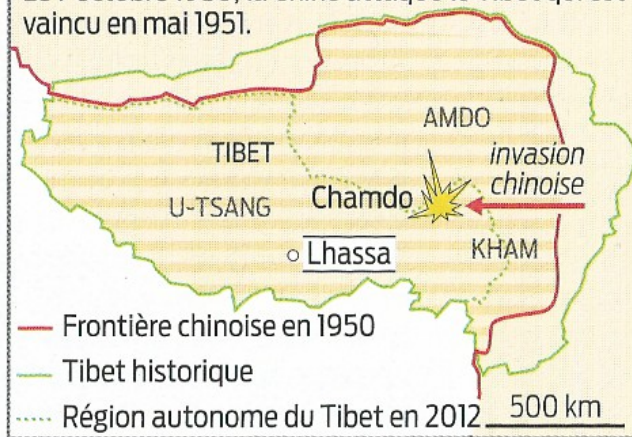 vaincu en mai 1951.
AMDO
TIBET
invasion
chinoise
U-TSANG
Chamdo
Lhassa
KHAM
Frontière chinoise en 1950
Tibet historique
Région autonome du Tibet en 2012
500 km